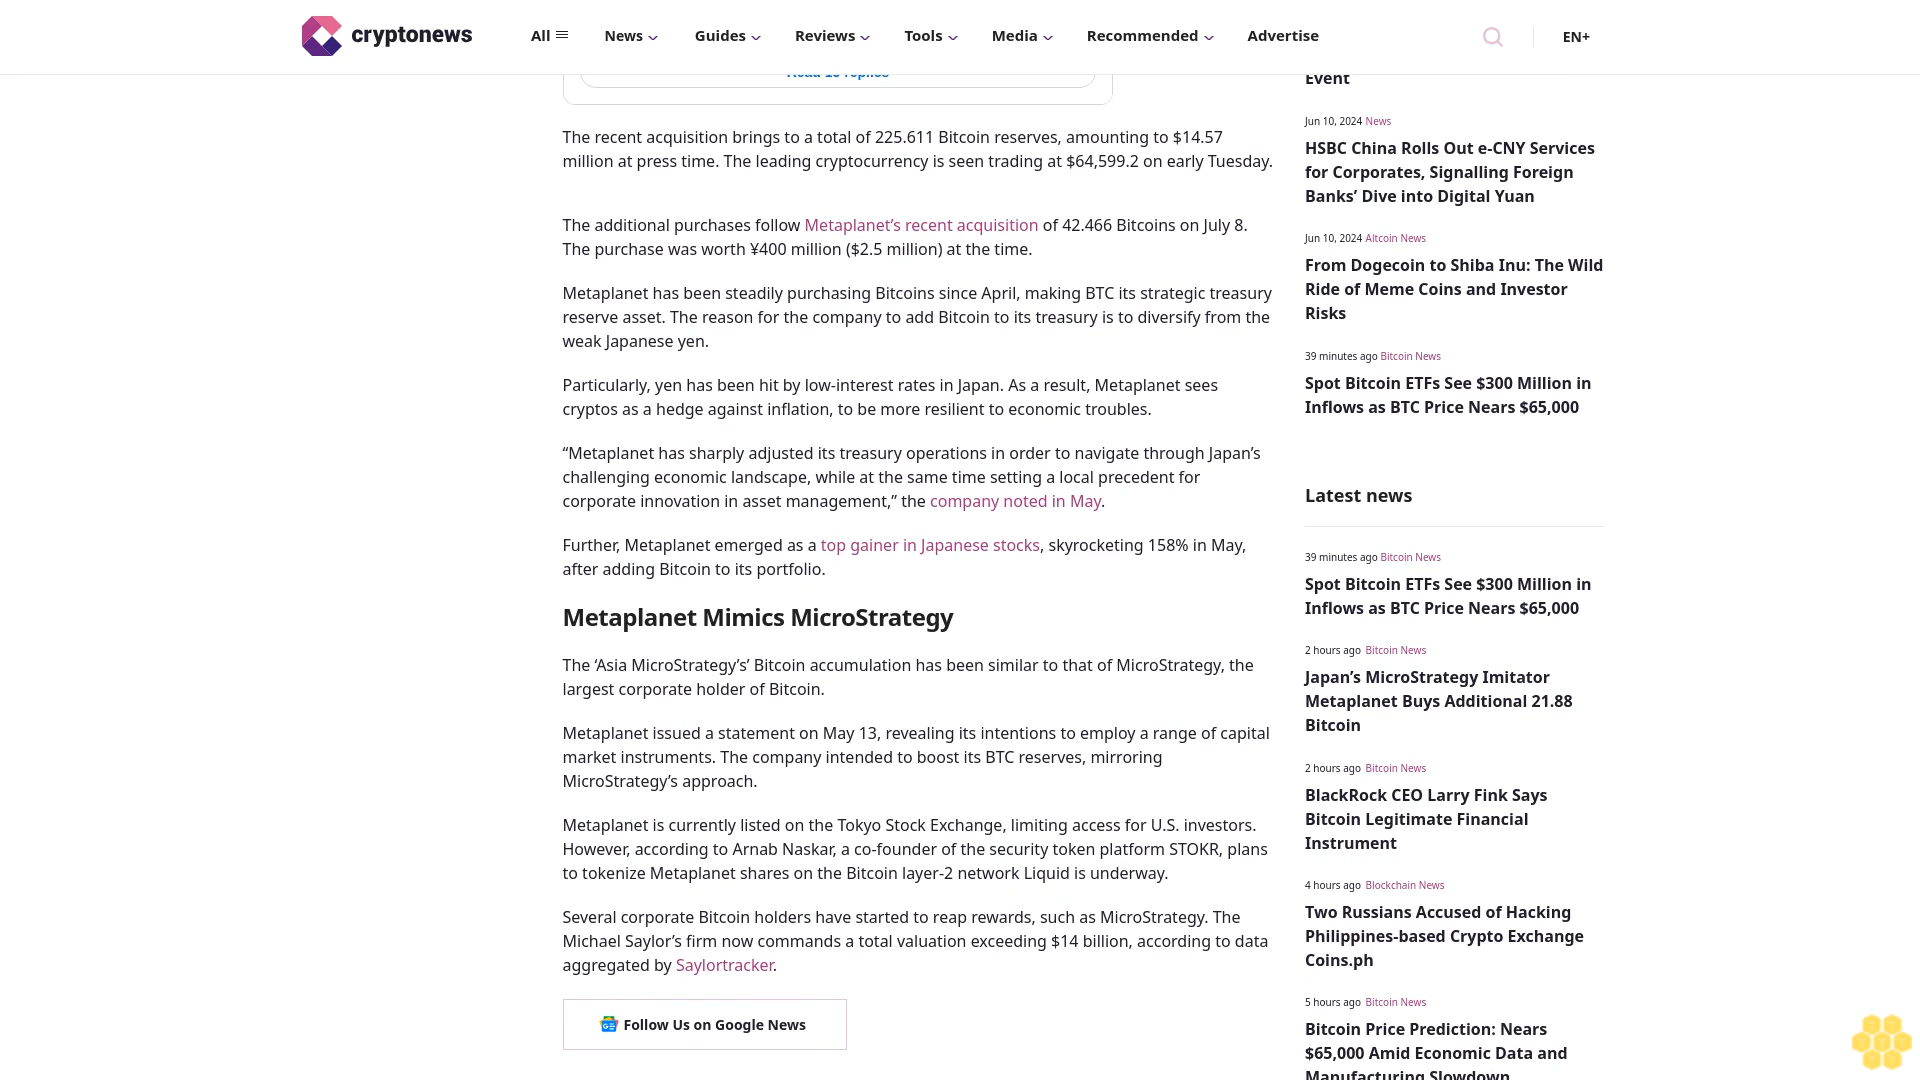 cryptonews
All
News
Guides
Reviews
Tools
Media
Recommended
Advertise
EN+
The recent acquisition brings to a total of 225.611 Bitcoin reserves, amounting to $14.57
million at press time. The leading cryptocurrency is seen trading at $64,599.2 on early Tuesday.
The additional purchases follow Metaplanet’s recent acquisition of 42.466 Bitcoins on July 8.
The purchase was worth ¥400 million ($2.5 million) at the time.
Metaplanet has been steadily purchasing Bitcoins since April, making BTC its strategic treasury
reserve asset. The reason for the company to add Bitcoin to its treasury is to diversify from the
weak Japanese yen.
Particularly, yen has been hit by low-interest rates in Japan. As a result, Metaplanet sees
cryptos as a hedge against inflation, to be more resilient to economic troubles.
“Metaplanet has sharply adjusted its treasury operations in order to navigate through Japan’s
challenging economic landscape, while at the same time setting a local precedent for
corporate innovation in asset management,” the company noted in May.
Further, Metaplanet emerged as a top gainer in Japanese stocks, skyrocketing 158% in May,
after adding Bitcoin to its portfolio.
Metaplanet Mimics MicroStrategy
The ‘Asia MicroStrategy’s’ Bitcoin accumulation has been similar to that of MicroStrategy, the
largest corporate holder of Bitcoin.
Metaplanet issued a statement on May 13, revealing its intentions to employ a range of capital
market instruments. The company intended to boost its BTC reserves, mirroring
MicroStrategy’s approach.
Metaplanet is currently listed on the Tokyo Stock Exchange, limiting access for U.S. investors.
However, according to Arnab Naskar, a co-founder of the security token platform STOKR, plans
to tokenize Metaplanet shares on the Bitcoin layer-2 network Liquid is underway.
Several corporate Bitcoin holders have started to reap rewards, such as MicroStrategy. The
Michael Saylor’s firm now commands a total valuation exceeding $14 billion, according to data
aggregated by Saylortracker.
Follow Us on Google News
Event
Jun 10, 2024 News
HSBC China Rolls Out e-CNY Services
for Corporates, Signalling Foreign
Banks’ Dive into Digital Yuan
Jun 10, 2024 Altcoin News
From Dogecoin to Shiba Inu: The Wild
Ride of Meme Coins and Investor
Risks
39 minutes ago Bitcoin News
Spot Bitcoin ETFs See $300 Million in
Inflows as BTC Price Nears $65,000
Latest news
39 minutes ago Bitcoin News
Spot Bitcoin ETFs See $300 Million in
Inflows as BTC Price Nears $65,000
2 hours ago Bitcoin News
Japan’s MicroStrategy Imitator
Metaplanet Buys Additional 21.88
Bitcoin
2 hours ago Bitcoin News
BlackRock CEO Larry Fink Says
Bitcoin Legitimate Financial
Instrument
4 hours ago Blockchain News
Two Russians Accused of Hacking
Philippines-based Crypto Exchange
Coins.ph
5 hours ago Bitcoin News
Bitcoin Price Prediction: Nears
$65,000 Amid Economic Data and
Manufacturing Slowdown